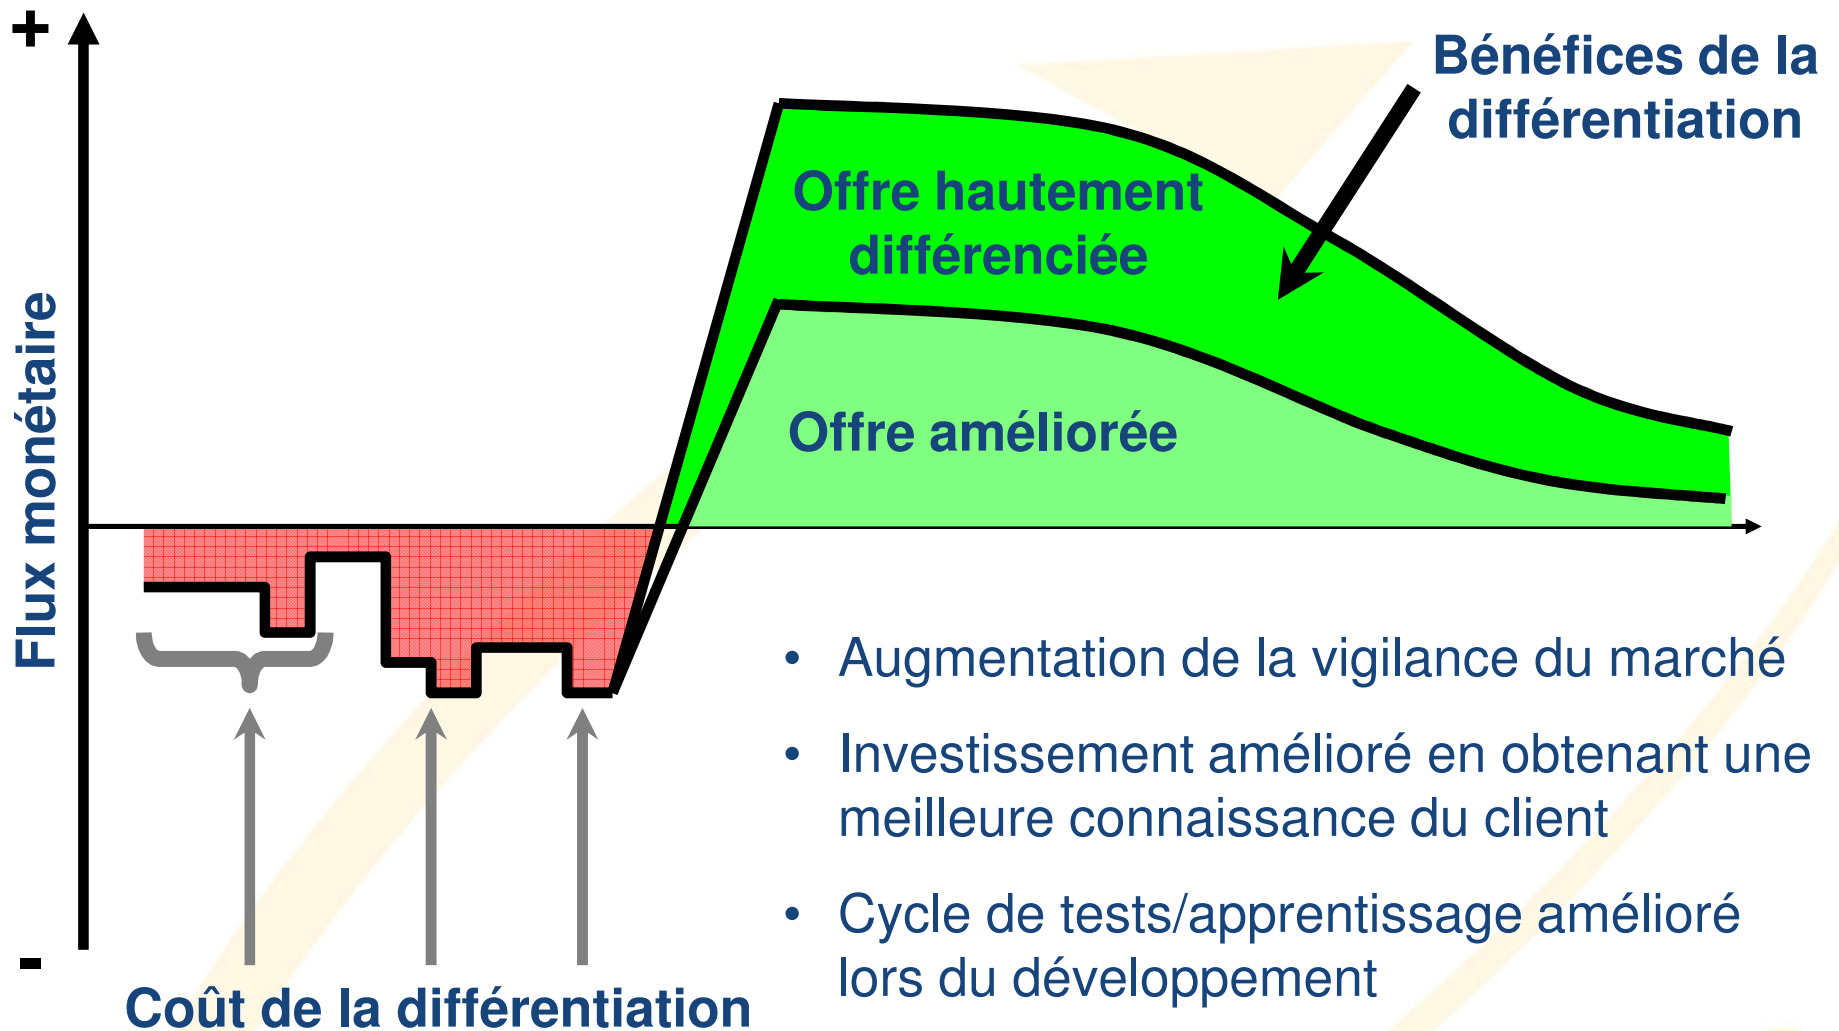 +
Bénéfices de la
différentiation
Offre hautement
différenciée
Offre améliorée
Flux monétaire
• Augmentation de la vigilance du marché
• Investissement amélioré en obtenant une
meilleure connaissance du client
• Cycle de tests/apprentissage amélioré
lors du développement
-
Coût de la différentiation